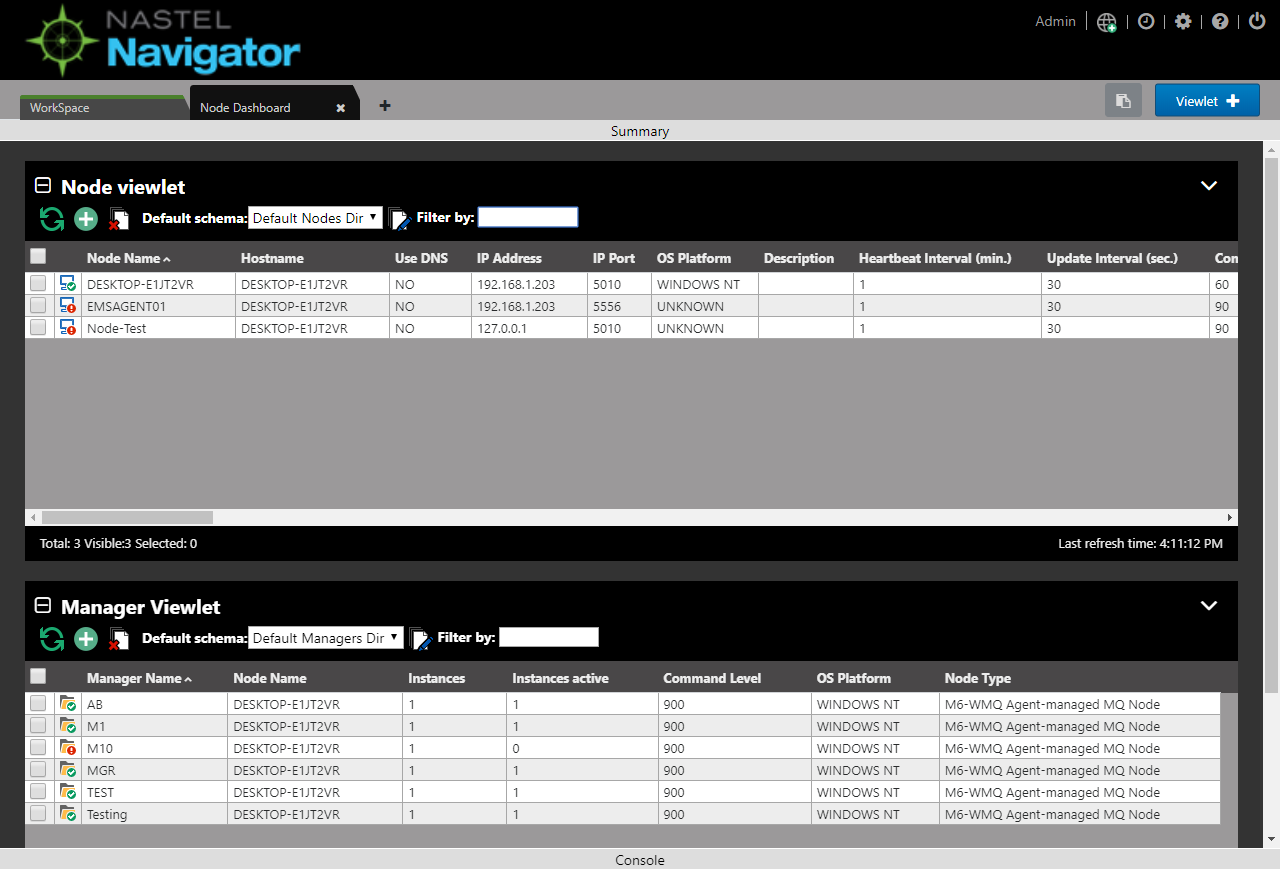 NASTEL
Navigator
Admin
WorkSpace
Node Dashboard
Viewlet
Summary
Node viewlet
Default schema: Default Nodes Dir Filter by:
Node Name Hostname Use DNS IP Address IP Port OS Platform Description Heartbeat Interval (min.) Update Interval (sec.) Con
DESKTOP-E1JT2VR DESKTOP-E1JT2VR NO 192.168.1.203 5010 WINDOWS NT 1 30 60
EMSAGENT01 DESKTOP-E1JT2VR NO 192.168.1.203 5556 UNKNOWN 1 30 90
Node-Test DESKTOP-E1JT2VR NO 127.0.0.1 5010 UNKNOWN 1 30 90
Total: 3 Visible:3 Selected: 0 Last refresh time: 4:11:12 PM
Manager Viewlet
Default schema: Default Managers Dir Filter by:
Manager Name Node Name Instances Instances active Command Level OS Platform Node Type
AB DESKTOP-E1JT2VR 1 1 900 WINDOWS NT M6-WMQ Agent-managed MQ Node
M1 DESKTOP-E1JT2VR 1 1 900 WINDOWS NT M6-WMQ Agent-managed MQ Node
M10 DESKTOP-E1JT2VR 1 0 900 WINDOWS NT M6-WMQ Agent-managed MQ Node
MGR DESKTOP-E1JT2VR 1 1 900 WINDOWS NT M6-WMQ Agent-managed MQ Node
TEST DESKTOP-E1JT2VR 1 1 900 WINDOWS NT M6-WMQ Agent-managed MQ Node
Testing DESKTOP-E1JT2VR 1 1 900 WINDOWS NT M6-WMQ Agent-managed MQ Node
Console